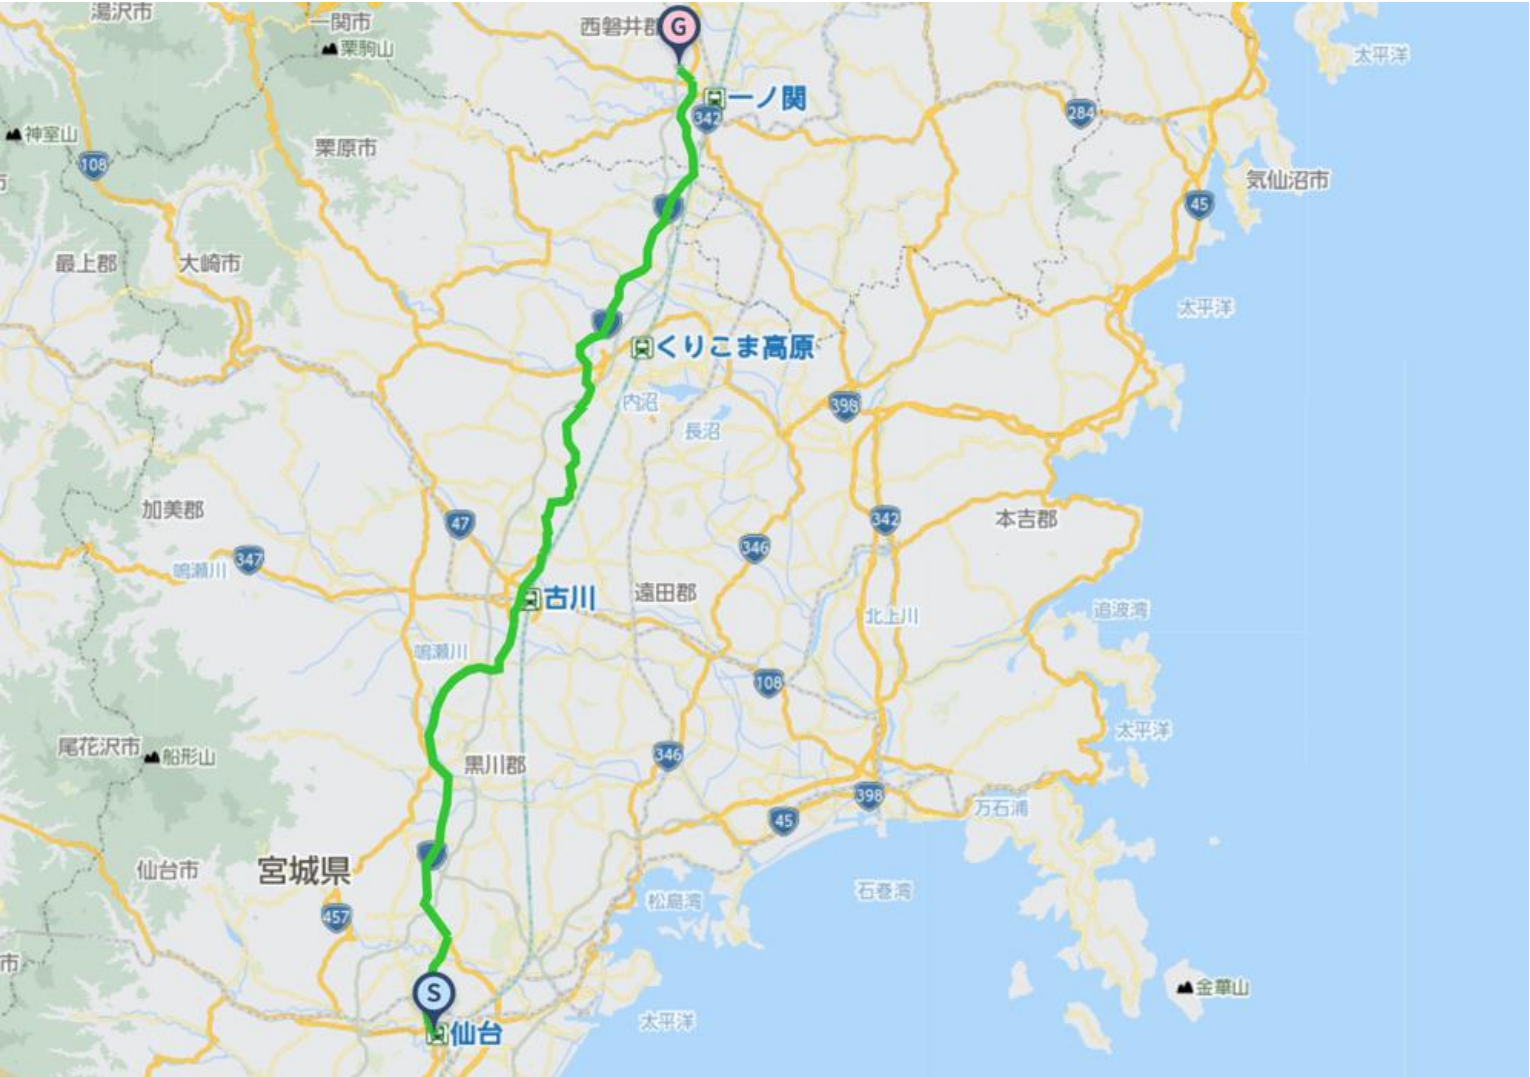 湯沢市
一関市
栗駒山
西磐井郡
G
太平洋
一ノ関
342
284
神室山
108
栗原市
気仙沼市
45
最上郡
大崎市
太平洋
くりこま高原
内沼
398
長沼
加美郡
47
342
本吉郡
347
鳴瀬川
346
遠田郡
古川
北上川
追波湾
鳴瀬川
108
太平洋
尾花沢市
船形山
黒川郡
346
398
万石浦
45
仙台市
宮城県
石巻湾
松島湾
457
市
金華山
S
太平洋
仙台